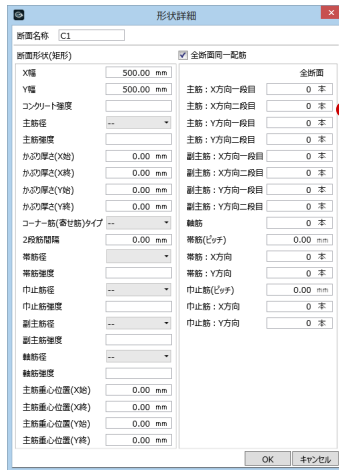 形状詳細
断面名称 C1
断面形状(矩形)
X幅 500.00 mm
Y幅 500.00 mm
コンクリート強度
主筋径 --
主筋強度
かぶり厚さ(X始) 0.00 mm
かぶり厚さ(X終) 0.00 mm
かぶり厚さ(Y始) 0.00 mm
かぶり厚さ(Y終) 0.00 mm
コーナー筋(寄せ筋)タイプ --
2段筋間隔 0.00 mm
帯筋径
帯筋強度
中止筋径 --
中止筋強度
副主筋径 --
副主筋強度
軸筋径 --
軸筋強度
主筋重心位置(X始) 0.00 mm
主筋重心位置(X終) 0.00 mm
主筋重心位置(Y始) 0.00 mm
主筋重心位置(Y終) 0.00 mm
全断面同一配筋
全断面
主筋：X方向一段目 0 本
主筋：X方向二段目 0 本
主筋：Y方向一段目 0 本
主筋：Y方向二段目 0 本
副主筋：X方向一段目 0 本
副主筋：X方向二段目 0 本
副主筋：Y方向一段目 0 本
副主筋：Y方向二段目 0 本
軸筋 0 本
帯筋(ピッチ) 0.00 mm
帯筋：X方向 0 本
帯筋：Y方向 0 本
中止筋(ピッチ) 0.00 mm
中止筋：X方向 0 本
中止筋：Y方向 0 本
OK キャンセル